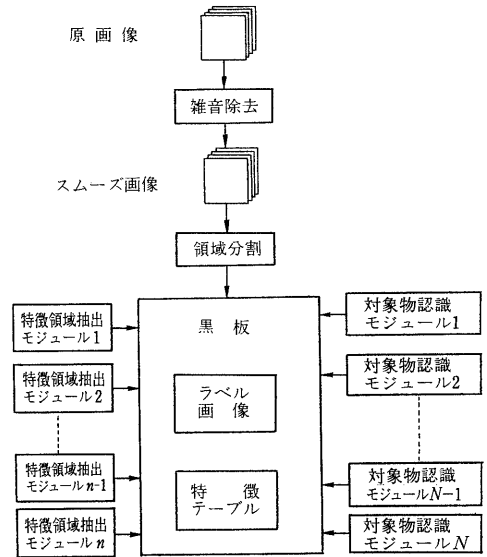 原画像
雑音除去
スムーズ画像
領域分割
黒板
ラベル
画像
特徴
テーブル
特徴領域抽出
モジュール1
特徴領域抽出
モジュール2
特徴領域抽出
モジュールn-1
特徴領域抽出
モジュールn
対象物認識
モジュール1
対象物認識
モジュール2
対象物認識
モジュールN-1
対象物認識
モジュールN